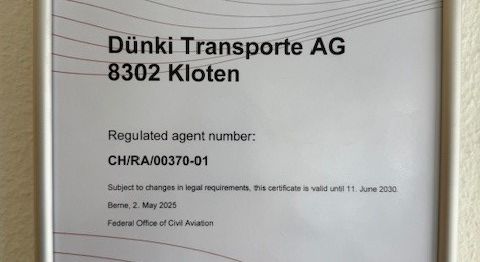 Dünki Transporte AG
8302 Kloten
Regulated agent number:
CH/RA/00370-01
Subject to changes in legal requirements, this certificate is valid until 11. June 2030.
Berne, 2. May 2025
Federal Office of Civil Aviation